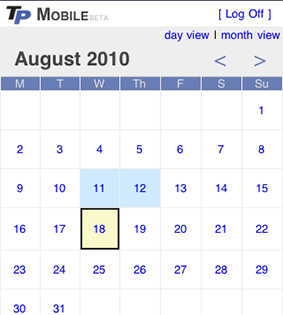 TP MOBILE BETA [ Log Off ]
day view | month view
August 2010 < >
M T W Th F S Su
1
2 3 4 5 6 7 8
9 10 11 12 13 14 15
16 17 18 19 20 21 22
23 24 25 26 27 28 29
30 31